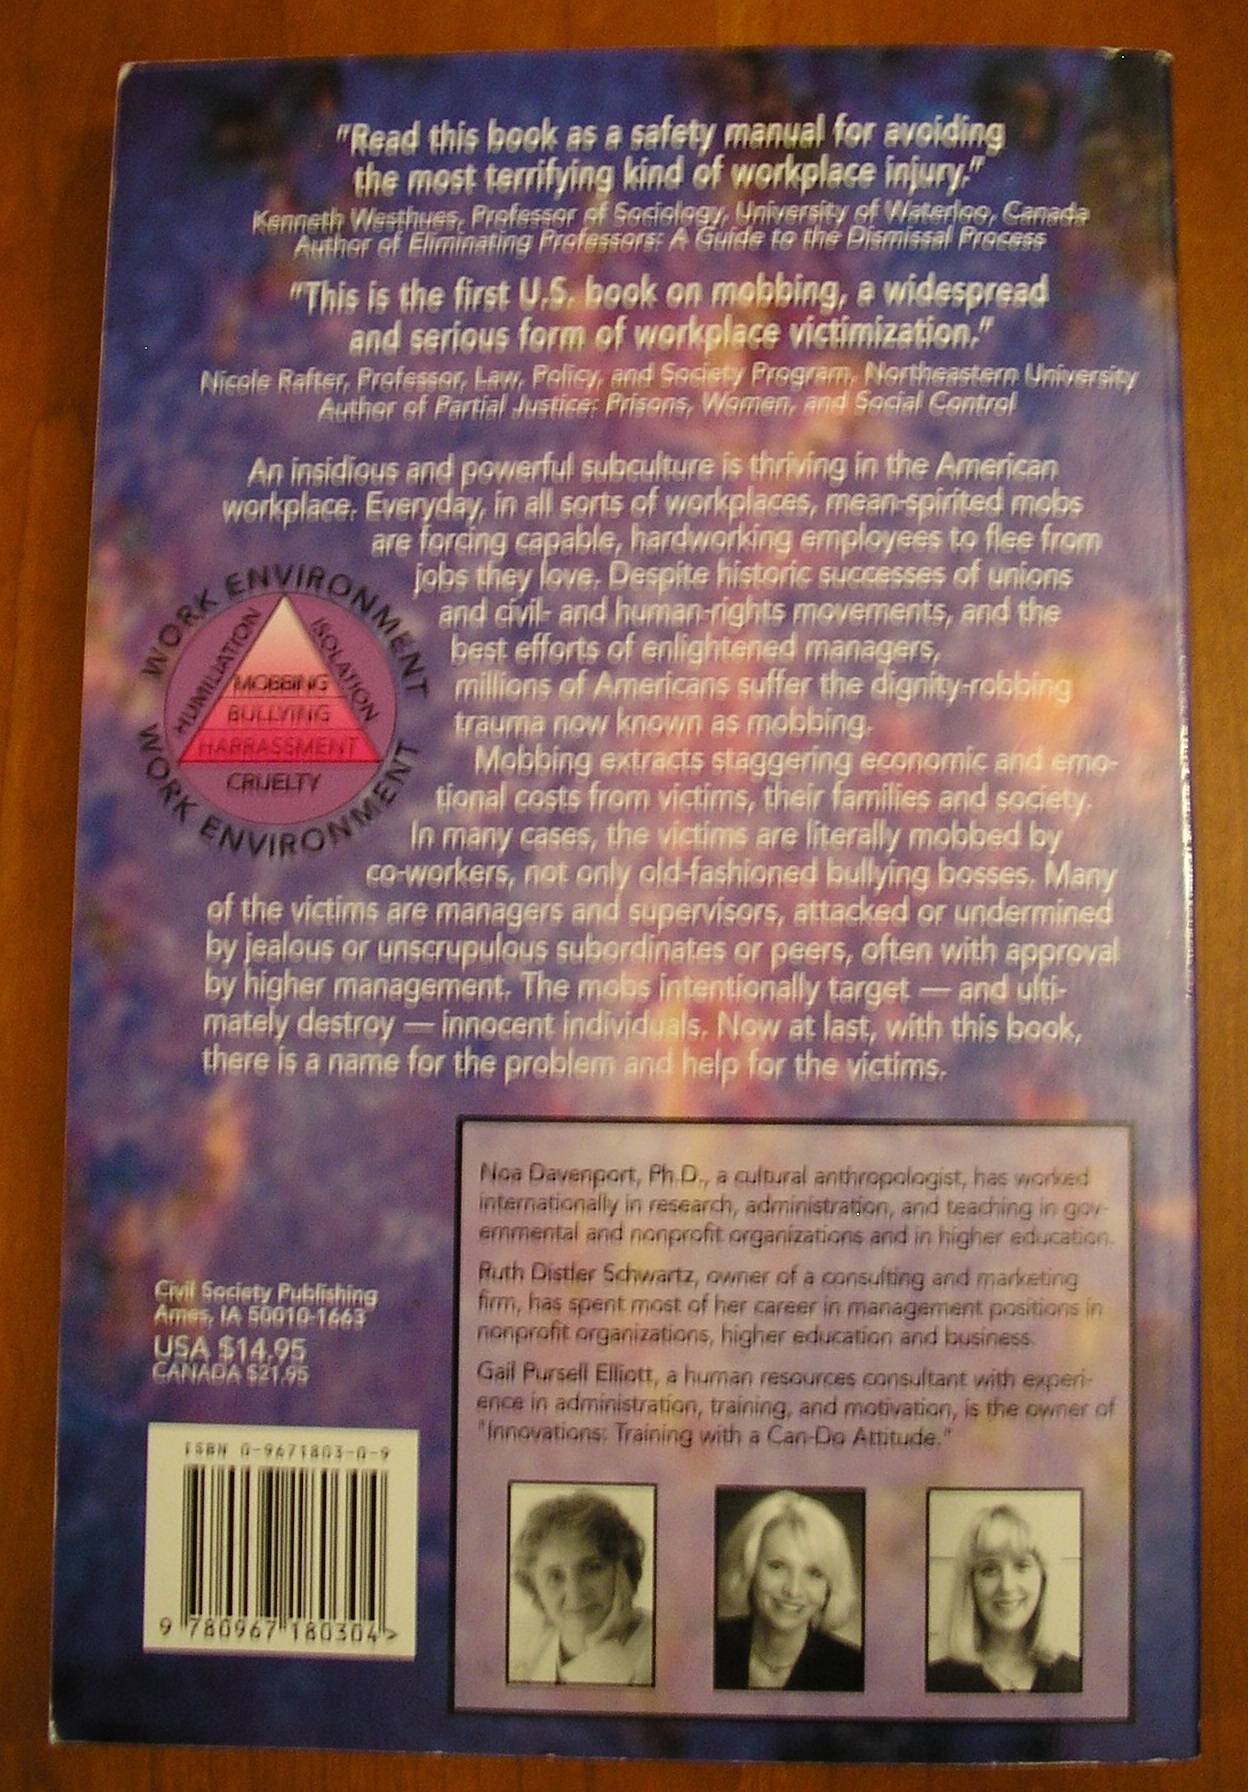 "Read this book as a safety manual for avoiding
the most terrifying kind of workplace injury."
Kenneth Westhues, Professor of Sociology, University of Waterloo, Canada
Author of Eliminating Professors: A Guide to the Dismissal Process
"This is the first U.S. book on mobbing, a widespread
and serious form of workplace victimization."
Nicole Rafter, Professor, Law, Policy, and Society Program, Northeastern University
Author of Partial Justice: Prisons, Women, and Social Control
An insidious and powerful subculture is thriving in the American
workplace. Everyday, in all sorts of workplaces, mean-spirited mobs
are forcing capable, hardworking employees to flee from
jobs they love. Despite historic successes of unions
and civil- and human-rights movements, and the
best efforts of enlightened managers,
millions of Americans suffer the dignity-robbing
trauma now known as mobbing.
Mobbing extracts staggering economic and emo-
tional costs from victims, their families and society.
In many cases, the victims are literally mobbed by
co-workers, not only old-fashioned bullying bosses. Many
of the victims are managers and supervisors, attacked or undermined
by jealous or unscrupulous subordinates or peers, often with approval
by higher management. The mobs intentionally target — and ulti-
mately destroy — innocent individuals. Now at last, with this book,
there is a name for the problem and help for the victims.
WORK ENVIRONMENT
HUMILIATION
ISOLATION
MOBBING
BULLYING
HARRASSMENT
CRUELTY
WORK ENVIRONMENT
Noa Davenport, Ph.D., a cultural anthropologist, has worked
internationally in research, administration, and teaching in gov-
ernmental and nonprofit organizations and in higher education.
Ruth Distler Schwartz, owner of a consulting and marketing
firm, has spent most of her career in management positions in
nonprofit organizations, higher education and business.
Gail Pursell Elliott, a human resources consultant with experi-
ence in administration, training, and motivation, is the owner of
"Innovations: Training with a Can-Do Attitude."
Civil Society Publishing
Ames, IA 50010-1663
USA $14.95
CANADA $21.95
ISBN 0-9671803-0-9
9 780967 180304 >